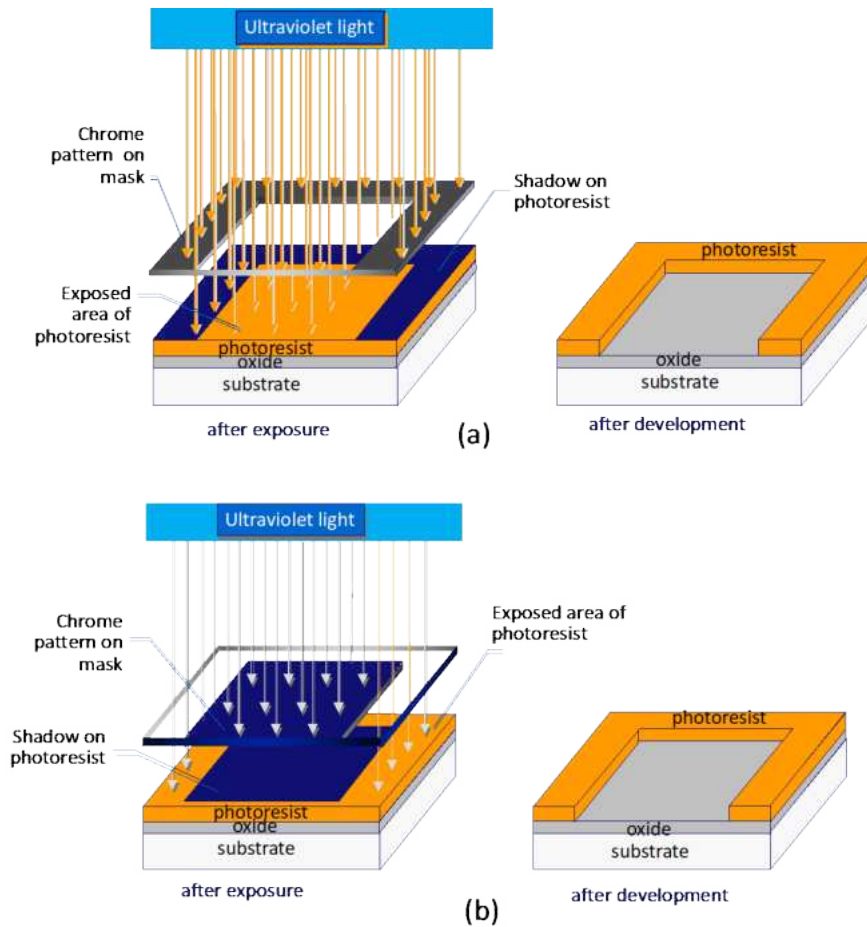 Ultraviolet light
Chrome
pattern on
mask
Shadow on
photoresist
Exposed
area of
photoresist
photoresist
oxide
substrate
after exposure
photoresist
oxide
substrate
after development
(a)
Ultraviolet light
Chrome
pattern on
mask
Exposed area of
photoresist
Shadow on
photoresist
photoresist
oxide
substrate
after exposure
photoresist
oxide
substrate
after development
(b)